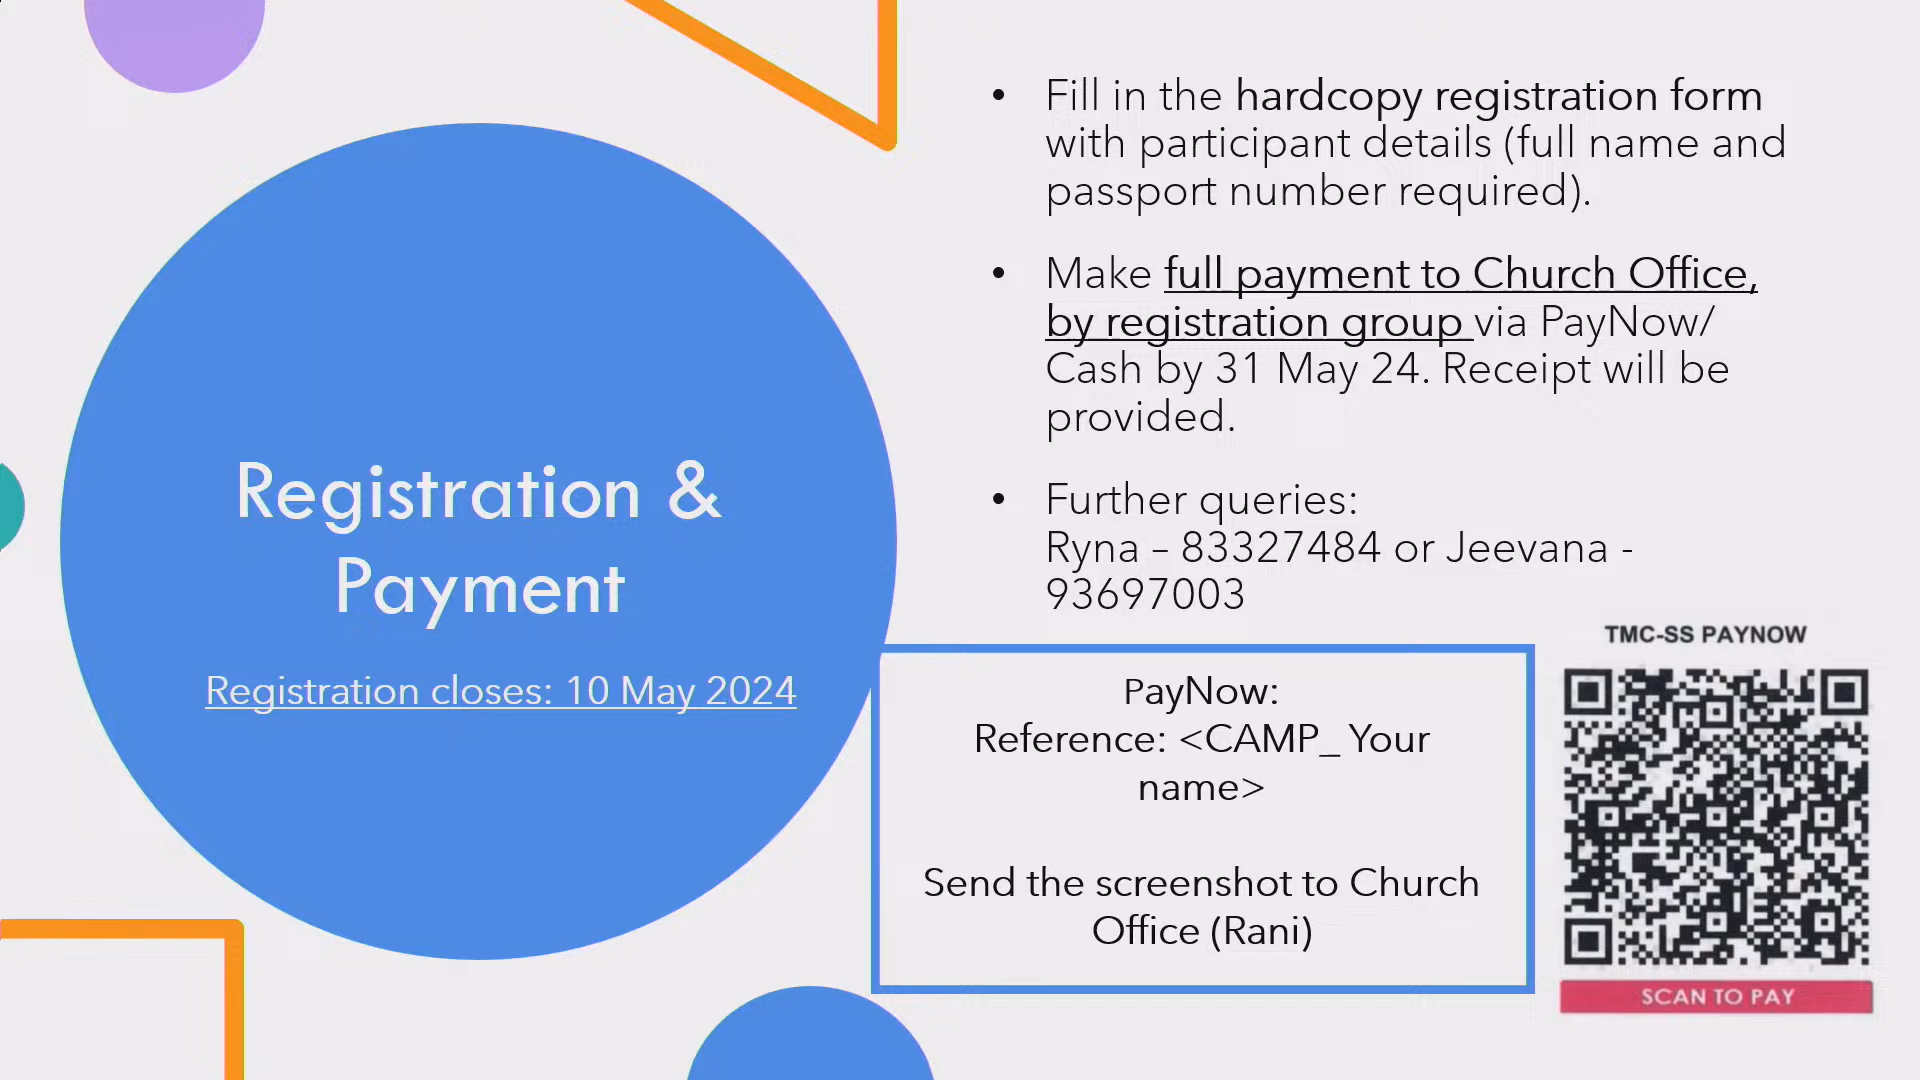 Registration &
Payment
Registration closes: 10 May 2024
• Fill in the hardcopy registration form
with participant details (full name and
passport number required).
• Make full payment to Church Office,
by registration group via PayNow/
Cash by 31 May 24. Receipt will be
provided.
• Further queries:
Ryna – 83327484 or Jeevana -
93697003
PayNow:
Reference: <CAMP_ Your
name>
Send the screenshot to Church
Office (Rani)
TMC-SS PAYNOW
SCAN TO PAY